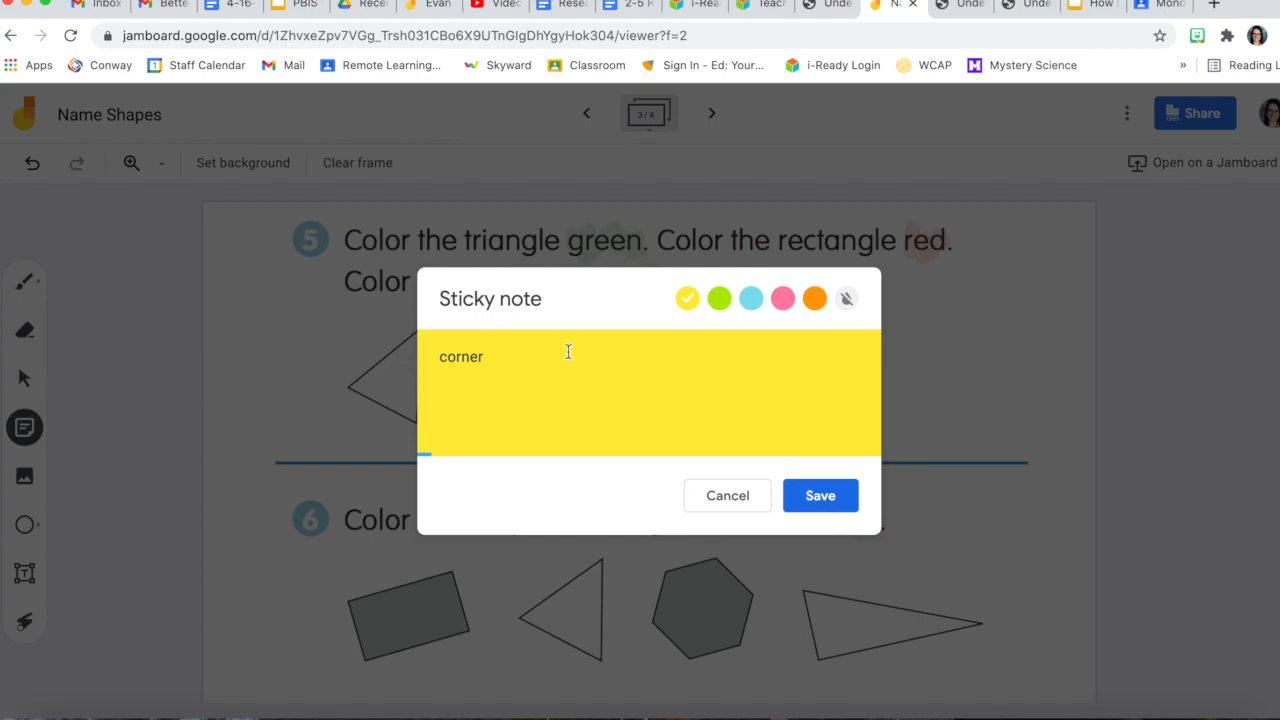 Inbox
Bette
4-16-
PBIS
Recei
Evan
Video
Resea
2-5 R
i-Rea
Teach
Unde
Na
Unde
Unde
How
Mond
jamboard.google.com/d/1ZhvxeZpv7VGg_Trsh031CBo6X9UTnGIgDhYgyHok304/viewer?f=2
Apps
Conway
Staff Calendar
Mail
Remote Learning...
Skyward
Classroom
Sign In - Ed: Your...
i-Ready Login
WCAP
Mystery Science
»
Reading L
Name Shapes
3 / 4
Share
Set background
Clear frame
Open on a Jamboard
5 Color the triangle green. Color the rectangle red.
Color
Sticky note
corner
Cancel
Save
6 Color